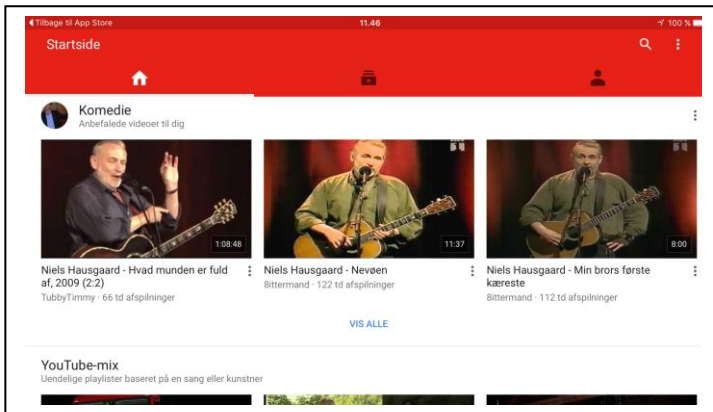 Tilbage til App Store 11.46 100 %
Startside
Komedie
Anbefalede videoer til dig
1:08:48 11:37 8:00
Niels Hausgaard - Hvad munden er fuld
af, 2009 (2:2)
TubbyTimmy · 66 td afspilninger
Niels Hausgaard - Nevøen
8ittermand · 122 td afspilninger
Niels Hausgaard - Min brors første
kæreste
8ittermand · 112 td afspilninger
VIS ALLE
YouTube-mix
Uendelige playlister baseret på en sang eller kunstner